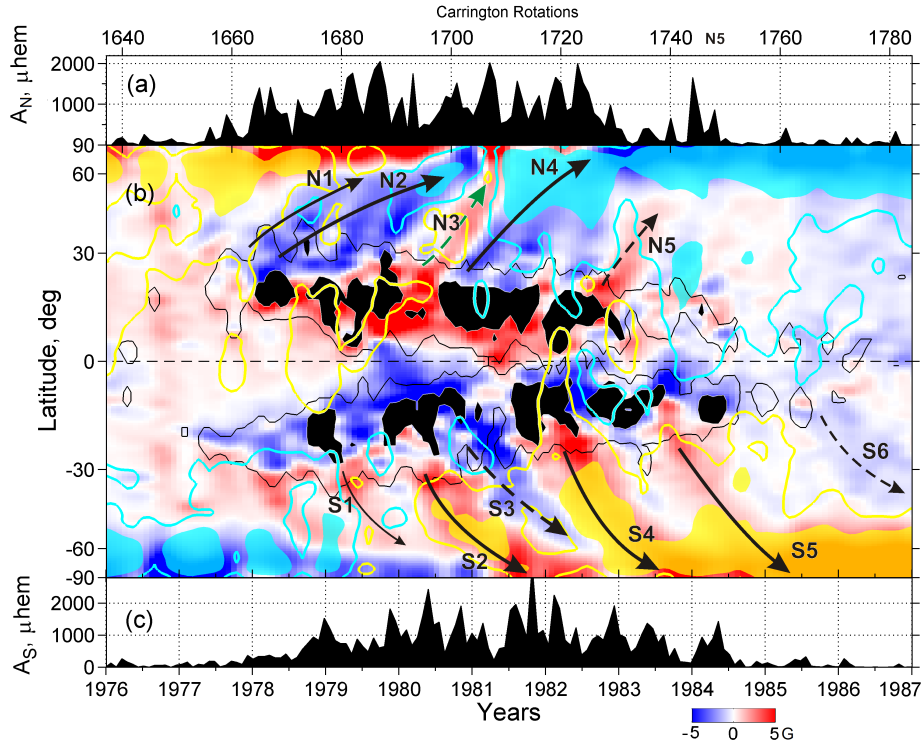 Carrington Rotations
1640 1660 1680 1700 1720 1740 N5 1760 1780
A_N, μhem
2000
1000
(a)
90
60
30
0
-30
-60
-90
Latitude, deg
(b)
N1
N2
N3
N4
N5
S1
S2
S3
S4
S5
S6
(c)
A_S, μhem
2000
1000
0
1976 1977 1978 1979 1980 1981 1982 1983 1984 1985 1986 1987
Years
-5 0 5 G